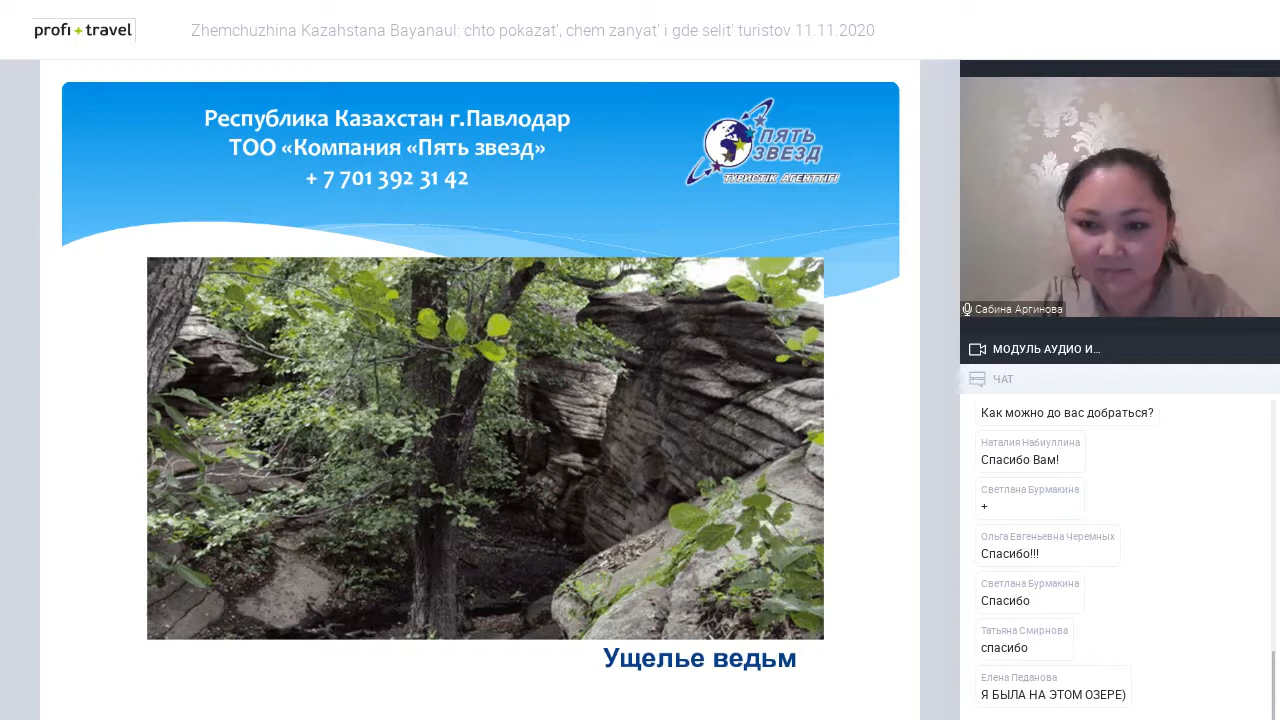 profi + travel
Zhemchuzhina Kazahstana Bayanaul: chto pokazat', chem zanyat' i gde selit' turistov 11.11.2020
Республика Казахстан г.Павлодар
ТОО «Компания «Пять звезд»
+ 7 701 392 31 42
ПЯТЬ
ЗВЕЗД
ТУРИСТІК АГЕНТТІГІ
Ущелье ведьм
Сабина Аргинова
МОДУЛЬ АУДИО И...
ЧАТ
Как можно до вас добраться?
Наталия Набиуллина
Спасибо Вам!
Светлана Бурмакина
+
Ольга Евгеньевна Черемных
Спасибо!!!
Светлана Бурмакина
Спасибо
Татьяна Смирнова
спасибо
Елена Педанова
Я БЫЛА НА ЭТОМ ОЗЕРЕ)